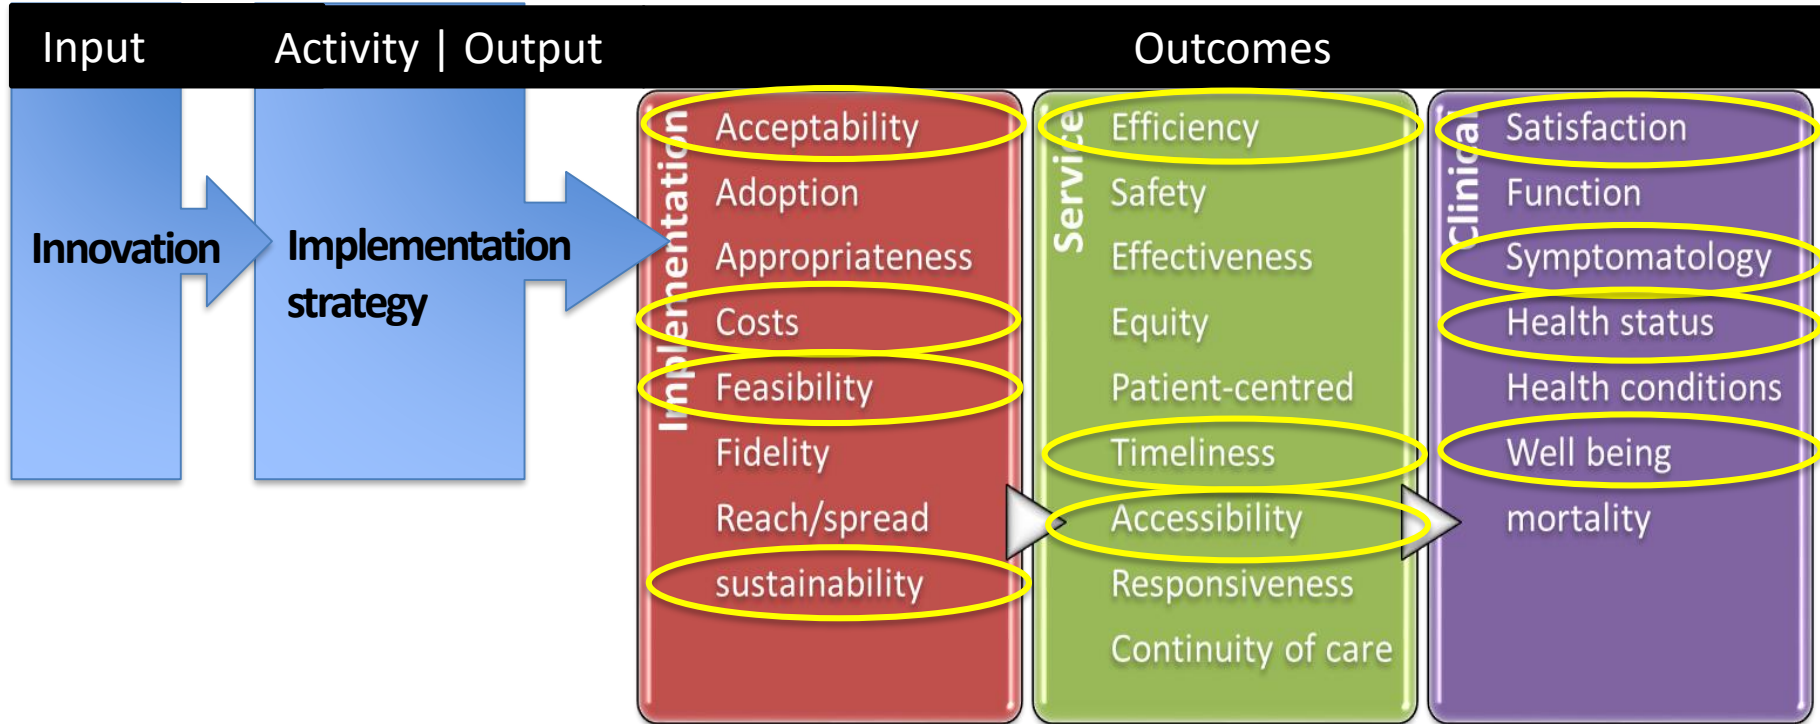 Input
Activity | Output
Outcomes
Innovation
Implementation
strategy
Implementation
Acceptability
Adoption
Appropriateness
Costs
Feasibility
Fidelity
Reach/spread
sustainability
Service
Efficiency
Safety
Effectiveness
Equity
Patient-centred
Timeliness
Accessibility
Responsiveness
Continuity of care
Clinical
Satisfaction
Function
Symptomatology
Health status
Health conditions
Well being
mortality